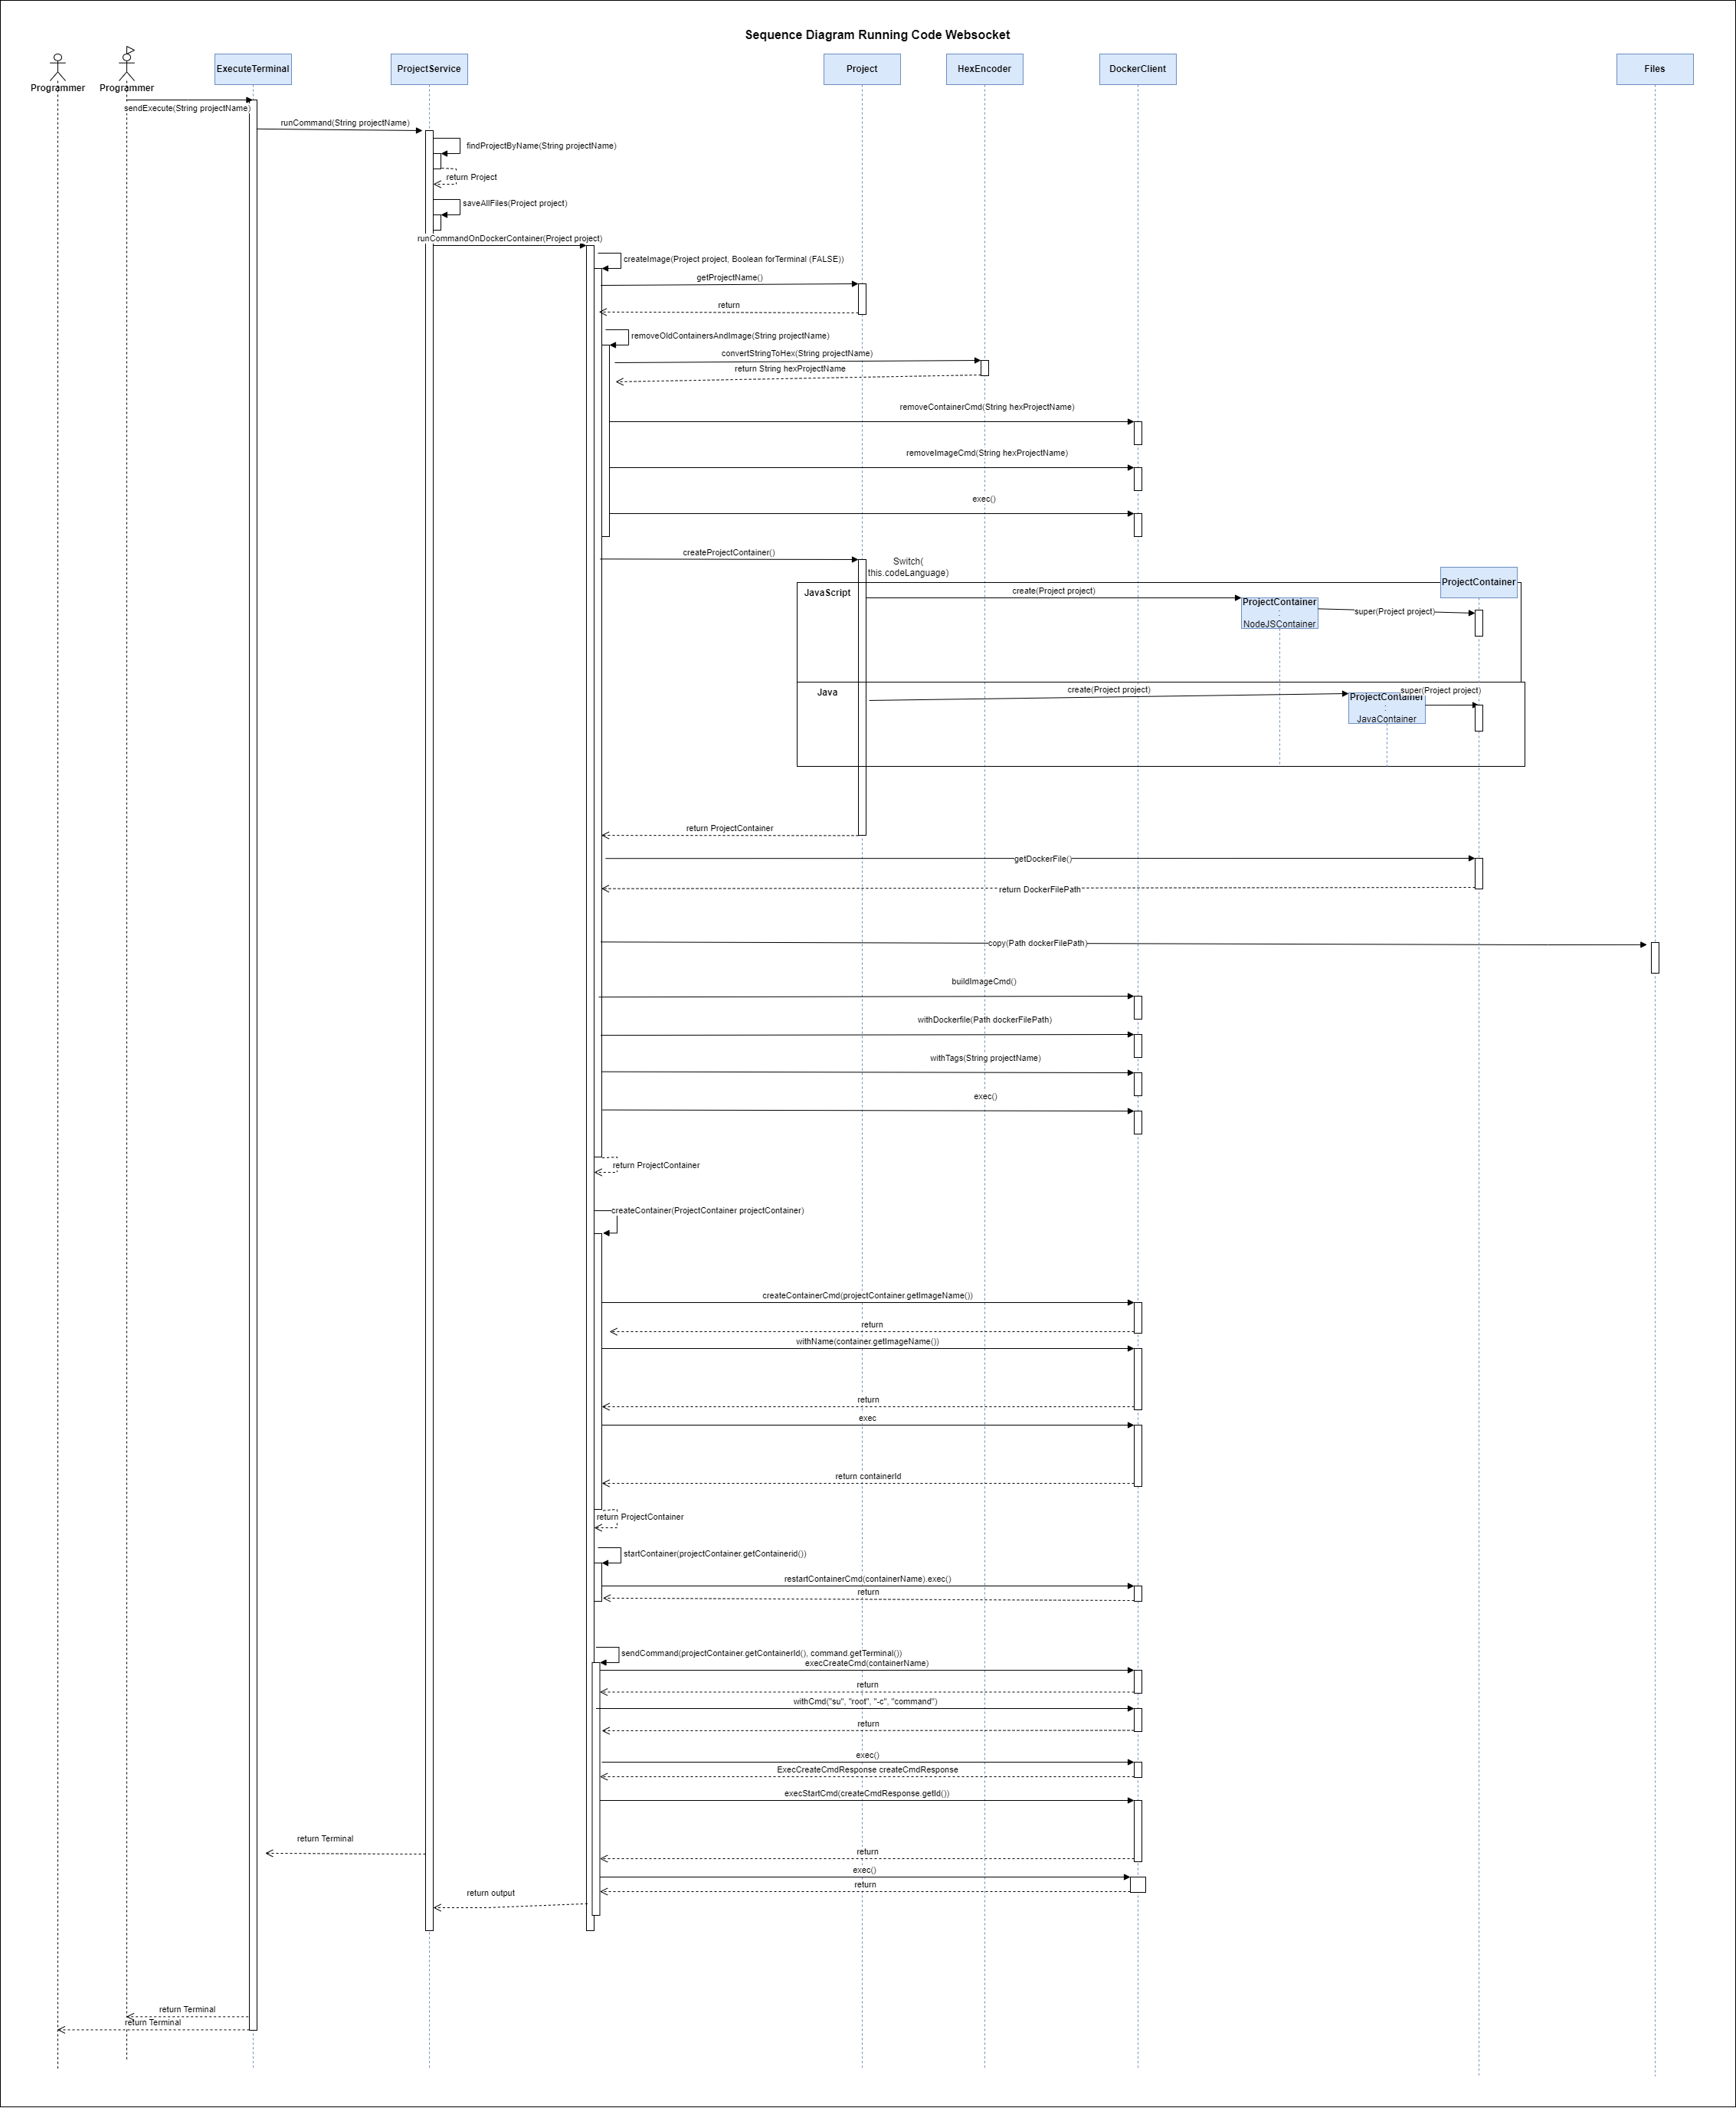 Sequence Diagram Running Code Websocket
Programmer
Programmer
ExecuteTerminal
ProjectService
Project
HexEncoder
DockerClient
Files
sendExecute(String projectName)
runCommand(String projectName)
findProjectByName(String projectName)
return Project
saveAllFiles(Project project)
runCommandOnDockerContainer(Project project)
createImage(Project project, Boolean forTerminal (FALSE))
getProjectName()
return
removeOldContainersAndImage(String projectName)
convertStringToHex(String projectName)
return String hexProjectName
removeContainerCmd(String hexProjectName)
removeImageCmd(String hexProjectName)
exec()
createProjectContainer()
Switch(
this.codeLanguage)
ProjectContainer
JavaScript
create(Project project)
ProjectContainer
:
NodeJSContainer
super(Project project)
Java
create(Project project)
super(Project project)
ProjectContainer
:
JavaContainer
return ProjectContainer
getDockerFile()
return DockerFilePath
copy(Path dockerFilePath)
buildImageCmd()
withDockerfile(Path dockerFilePath)
withTags(String projectName)
exec()
return ProjectContainer
createContainer(ProjectContainer projectContainer)
createContainerCmd(projectContainer.getImageName())
return
withName(container.getImageName())
return
exec
return containerId
return ProjectContainer
startContainer(projectContainer.getContainerid())
restartContainerCmd(containerName).exec()
return
sendCommand(projectContainer.getContainerId(), command.getTerminal())
execCreateCmd(containerName)
return
withCmd("su", "root", "-c", "command")
return
exec()
ExecCreateCmdResponse createCmdResponse
execStartCmd(createCmdResponse.getId())
return Terminal
return
exec()
return
return output
return Terminal
return Terminal